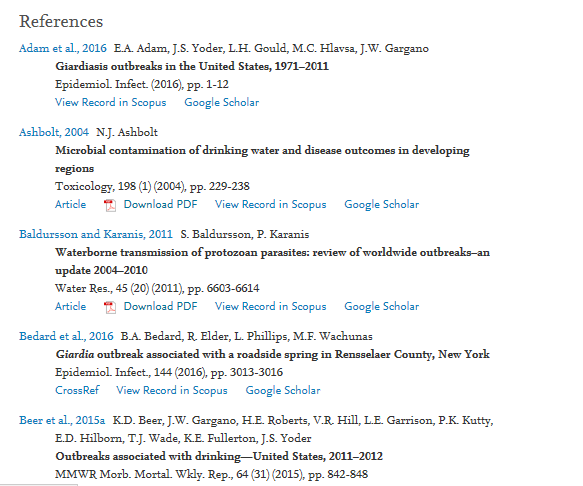 References
Adam et al., 2016 E.A. Adam, J.S. Yoder, L.H. Gould, M.C. Hlavsa, J.W. Gargano
Giardiasis outbreaks in the United States, 1971–2011
Epidemiol. Infect. (2016), pp. 1-12
View Record in Scopus Google Scholar
Ashbolt, 2004 N.J. Ashbolt
Microbial contamination of drinking water and disease outcomes in developing
regions
Toxicology, 198 (1) (2004), pp. 229-238
Article Download PDF View Record in Scopus Google Scholar
Baldursson and Karanis, 2011 S. Baldursson, P. Karanis
Waterborne transmission of protozoan parasites: review of worldwide outbreaks–an
update 2004–2010
Water Res., 45 (20) (2011), pp. 6603-6614
Article Download PDF View Record in Scopus Google Scholar
Bedard et al., 2016 B.A. Bedard, R. Elder, L. Phillips, M.F. Wachunas
Giardia outbreak associated with a roadside spring in Rensselaer County, New York
Epidemiol. Infect., 144 (2016), pp. 3013-3016
CrossRef View Record in Scopus Google Scholar
Beer et al., 2015a K.D. Beer, J.W. Gargano, H.E. Roberts, V.R. Hill, L.E. Garrison, P.K. Kutty,
E.D. Hilborn, T.J. Wade, K.E. Fullerton, J.S. Yoder
Outbreaks associated with drinking—United States, 2011–2012
MMWR Morb. Mortal. Wkly. Rep., 64 (31) (2015), pp. 842-848